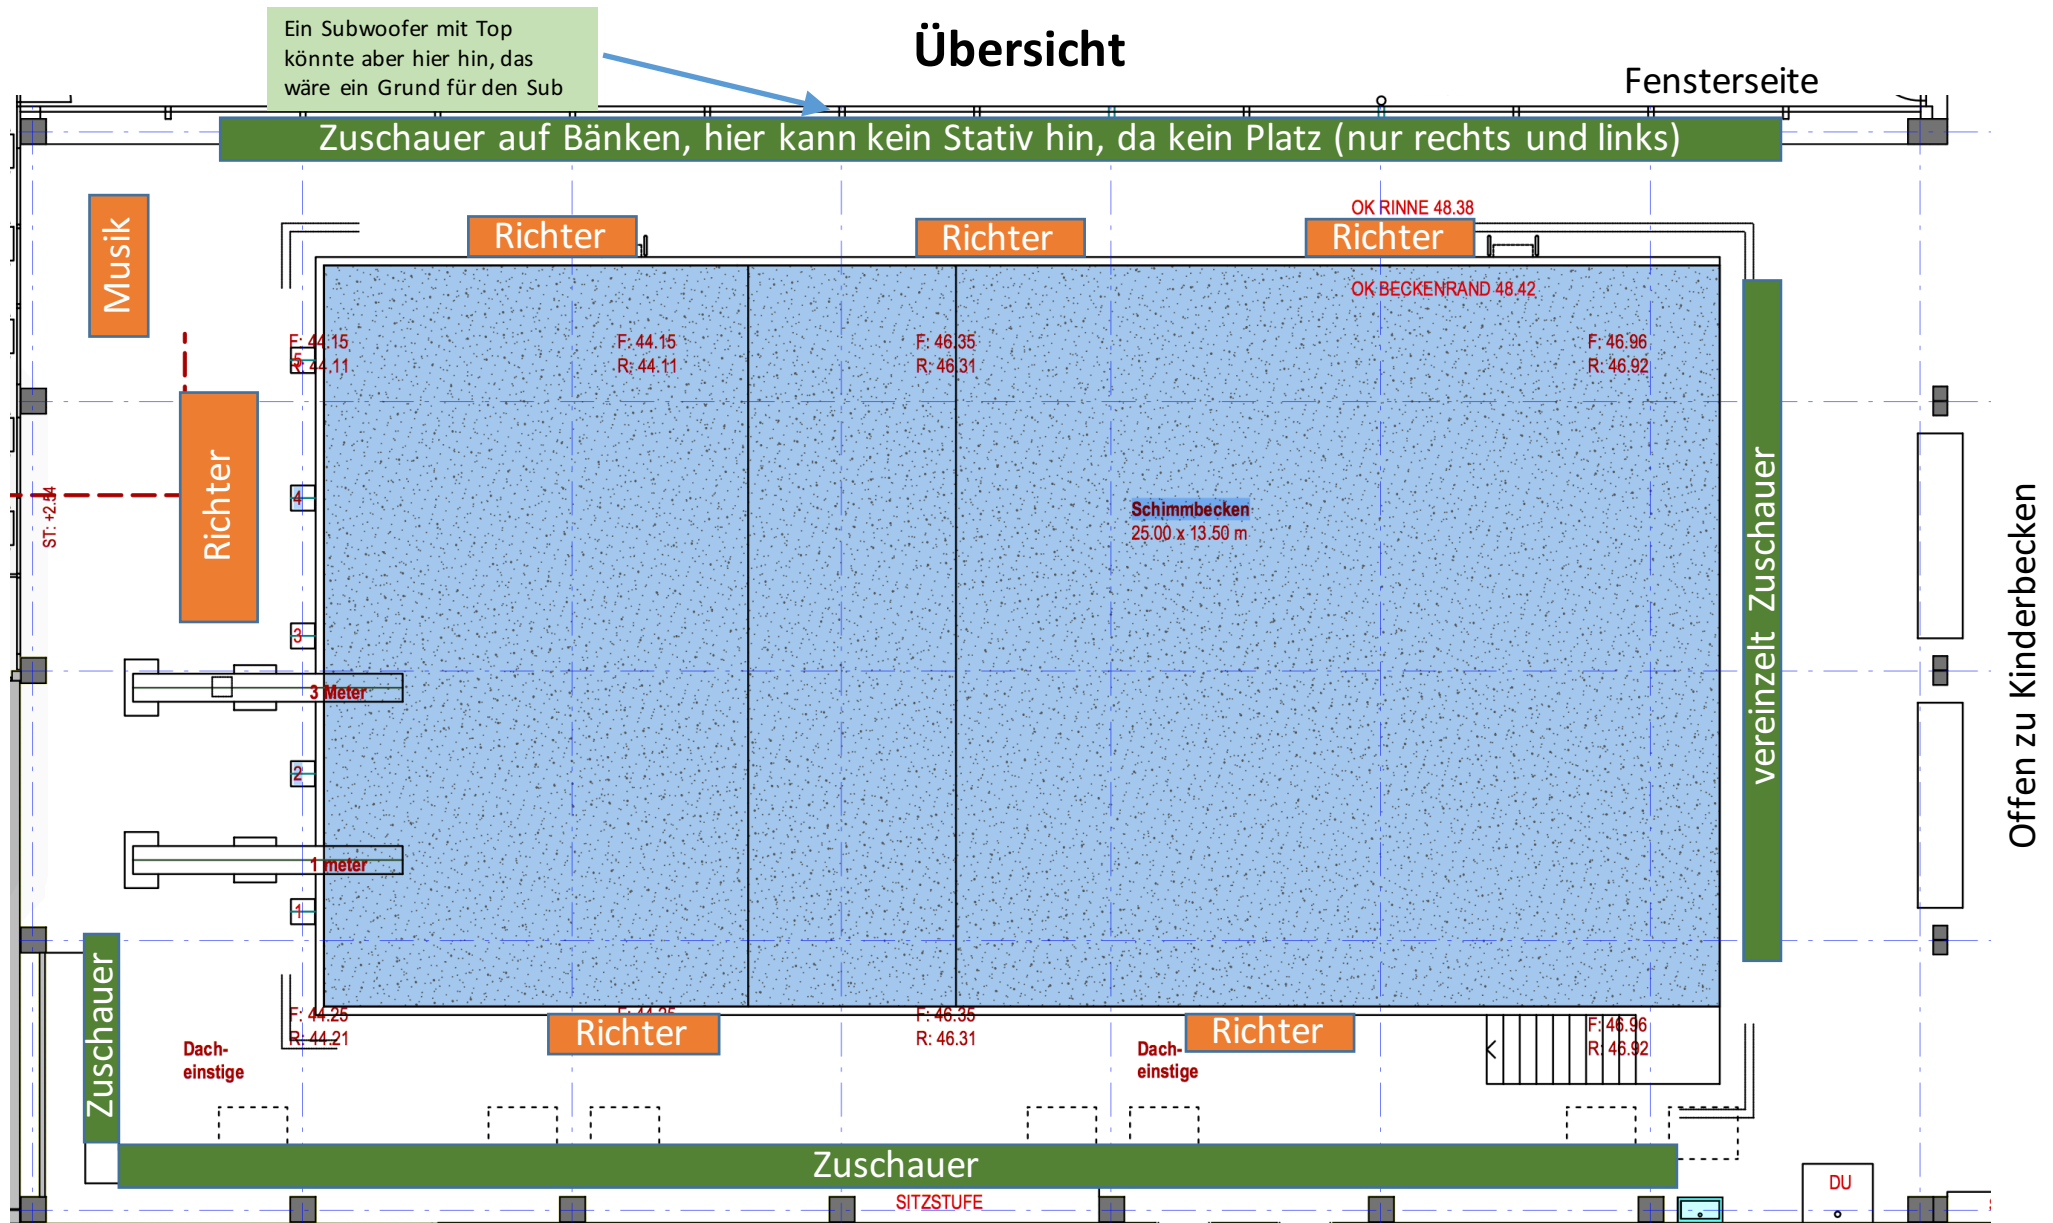 Ein Subwoofer mit Top
könnte aber hier hin, das
wäre ein Grund für den Sub
Übersicht
Fensterseite
Zuschauer auf Bänken, hier kann kein Stativ hin, da kein Platz (nur rechts und links)
Musik
Richter
Richter
OK RINNE 48.38
Richter
OK BECKENRAND 48.42
F: 44.15
R: 44.11
5
F: 44.15
R: 44.11
F: 46.35
R: 46.31
F: 46.96
R: 46.92
Richter
ST: +2.54
4
Schimmbecken
25.00 x 13.50 m
vereinzelt Zuschauer
Offen zu Kinderbecken
3
3 Meter
2
1 meter
1
Zuschauer
F: 44.25
R: 44.21
Richter
F: 46.35
R: 46.31
Richter
F: 46.96
R: 46.92
Dach-
einstige
Dach-
einstige
Zuschauer
SITZSTUFE
DU